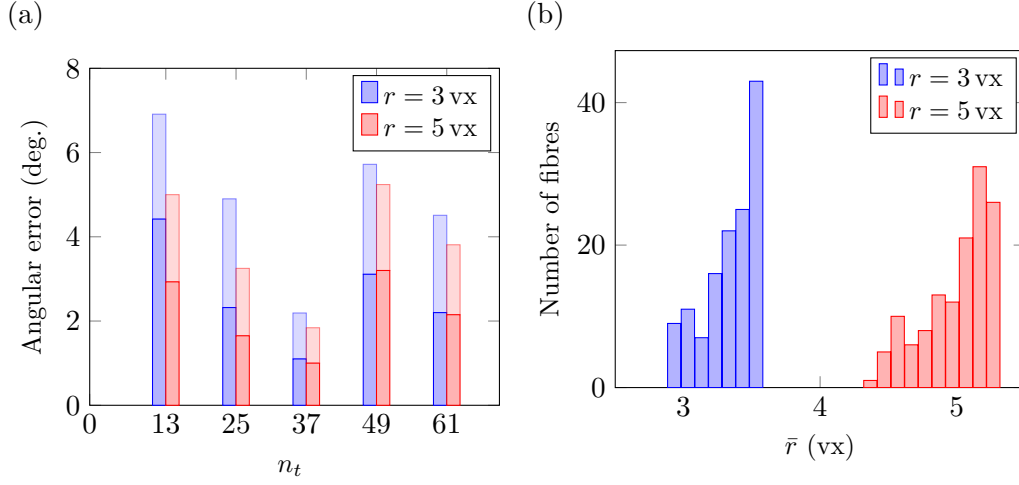 (a)
8
6
4
2
0
Angular error (deg.)
r = 3 vx
r = 5 vx
0 13 25 37 49 61
n_t
(b)
40
20
0
Number of fibres
r = 3 vx
r = 5 vx
3 4 5
r̄ (vx)